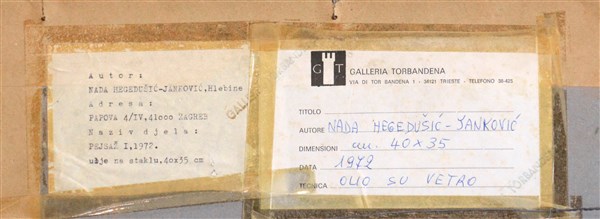 Autor:
NADA HEGEDUŠIĆ-JANKOVIĆ, Hlebine
Adresa:
PAPOVA 4/IV, 41000 ZAGREB
Naziv djela:
PEJSAŽ I, 1972.
ulje na staklu, 40x35 cm
G T
GALLERIA TORBANDENA
VIA DI TOR BANDENA 1 - 34121 TRIESTE - TELEFONO 30-425
TITOLO
AUTORE NADA HEGEDUŠIĆ-JANKOVIĆ
DIMENSIONI cm. 40x35
DATA 1972
TECNICA OLIO SU VETRO
TORBANDEN